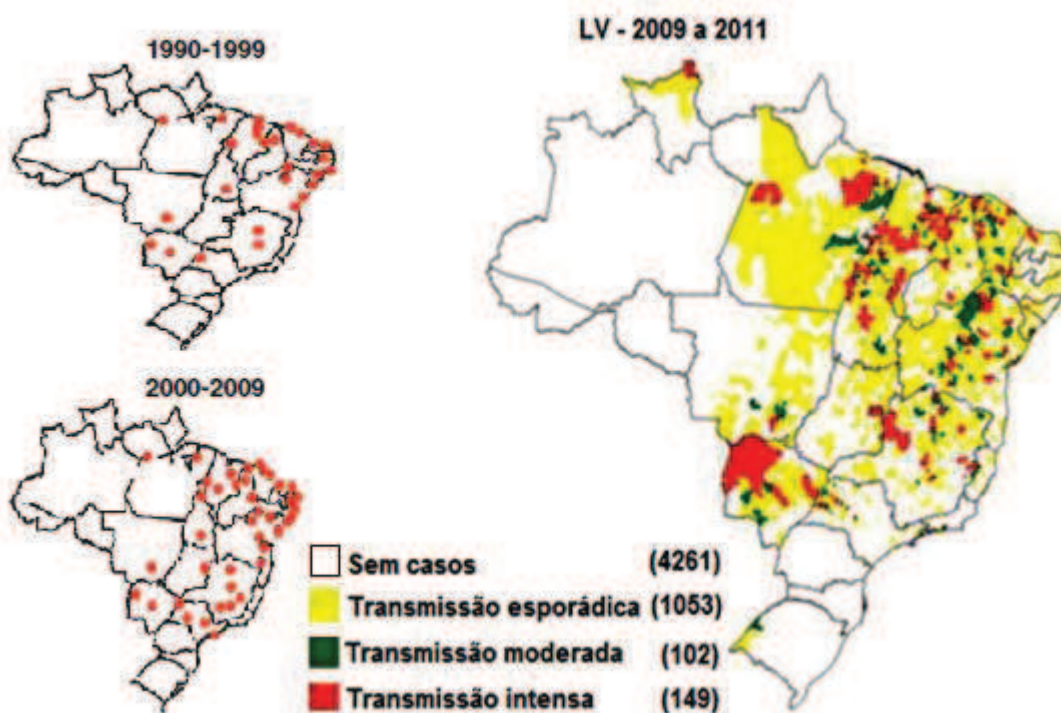 1990-1999
LV - 2009 a 2011
2000-2009
Sem casos (4261)
Transmissão esporádica (1053)
Transmissão moderada (102)
Transmissão intensa (149)